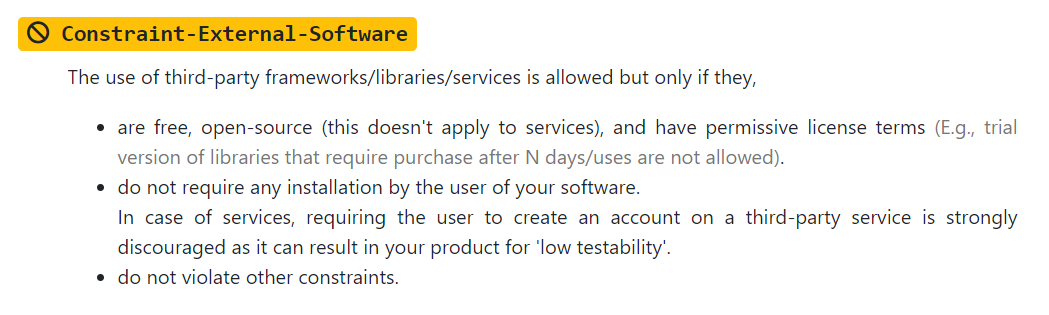 Constraint-External-Software
The use of third-party frameworks/libraries/services is allowed but only if they,
• are free, open-source (this doesn't apply to services), and have permissive license terms (E.g., trial
version of libraries that require purchase after N days/uses are not allowed).
• do not require any installation by the user of your software.
In case of services, requiring the user to create an account on a third-party service is strongly
discouraged as it can result in your product for 'low testability'.
• do not violate other constraints.